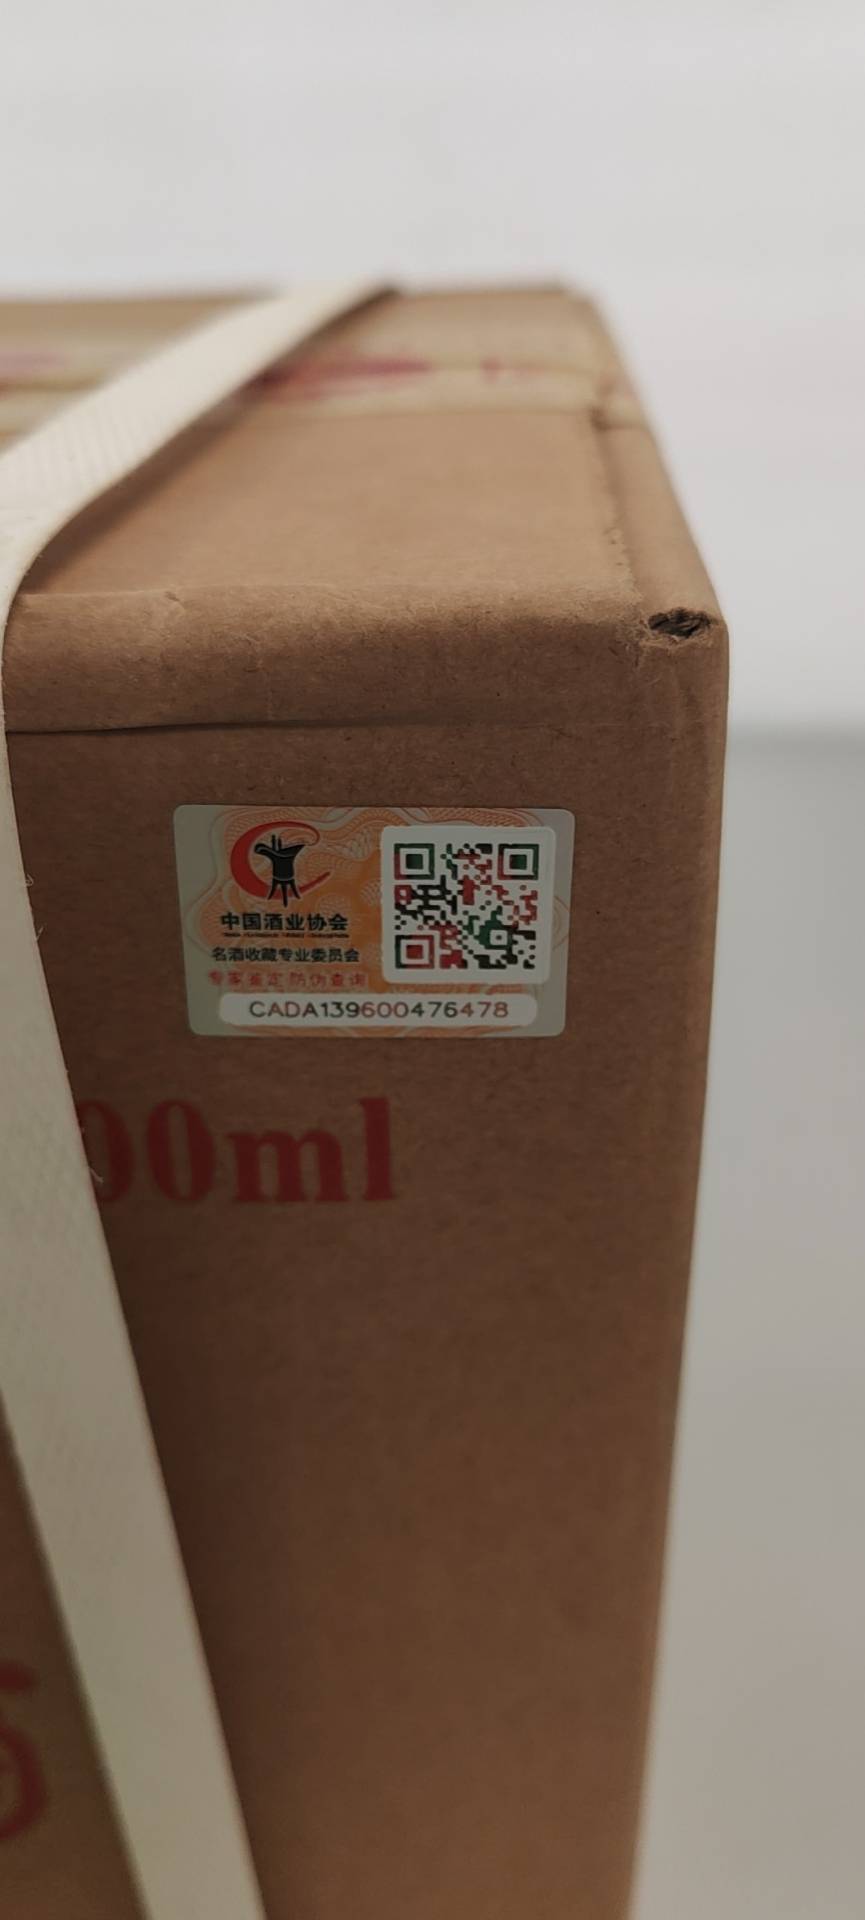 中国酒业协会
名酒收藏专业委员会
专家鉴定 防伪查询
CADA139600476478
00ml